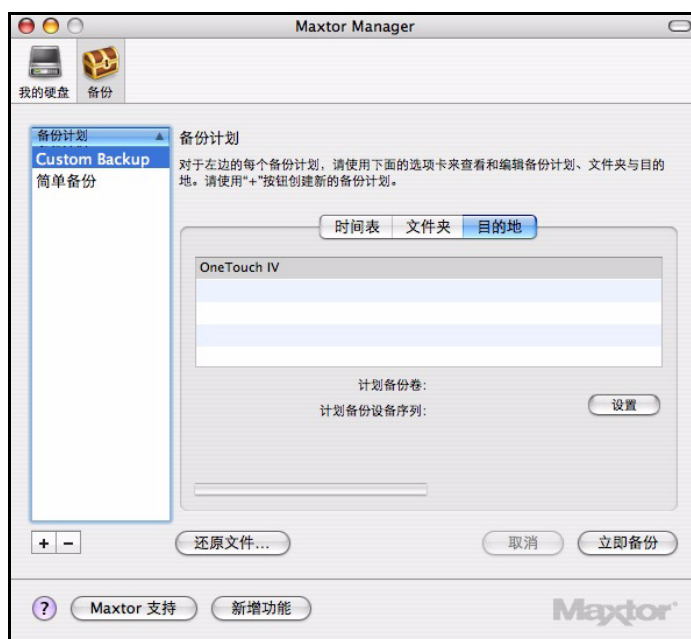 Maxtor Manager
我的硬盘
备份
备份计划
Custom Backup
简单备份
备份计划
对于左边的每个备份计划，请使用下面的选项卡来查看和编辑备份计划、文件夹与目的
地。请使用“+”按钮创建新的备份计划。
时间表
文件夹
目的地
OneTouch IV
计划备份卷:
计划备份设备序列:
设置
+
−
还原文件...
取消
立即备份
?
Maxtor 支持
新增功能
Maxtor